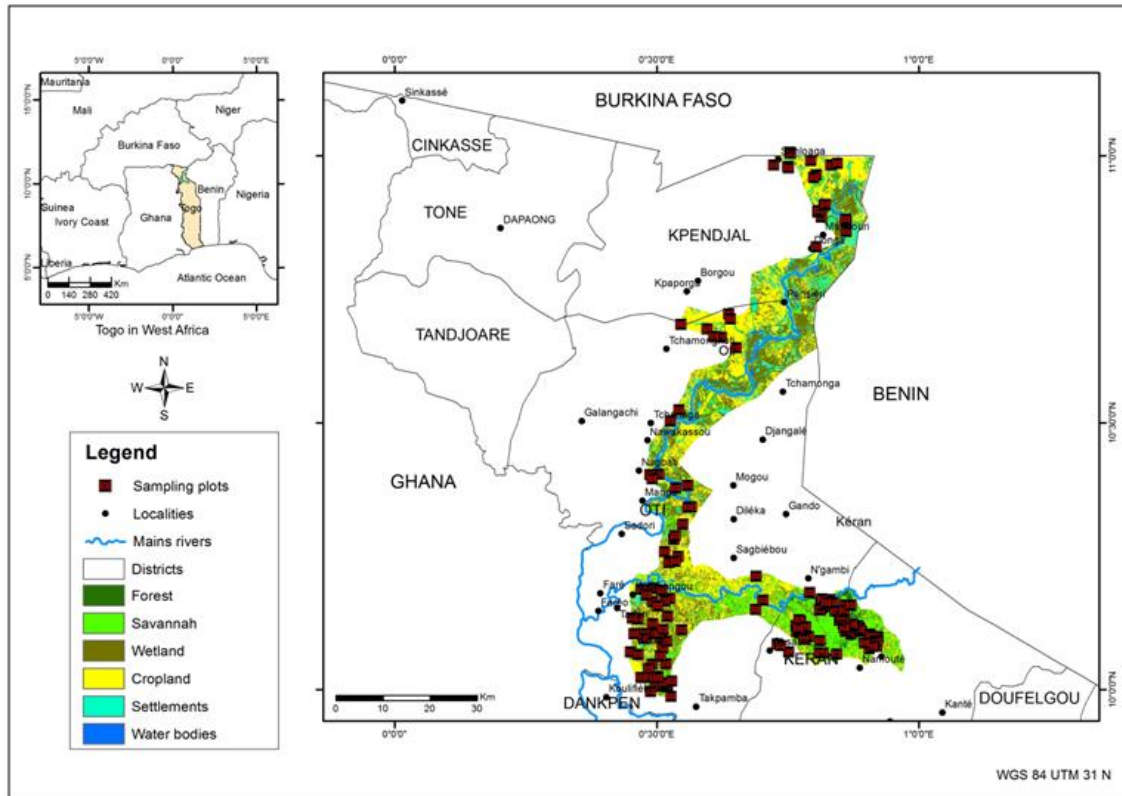 5°0'0"W 0°0'0" 5°0'0"E
Mauritania
Mali
Niger
Burkina Faso
Benin
Nigeria
Guinea
Ivory Coast
Ghana
Togo
Liberia
Atlantic Ocean
15°0'0"N
10°0'0"N
5°0'0"N
0 140 280 420 Km
5°0'0"W 0°0'0" 5°0'0"E
Togo in West Africa
N
W E
S
Legend
Sampling plots
Localities
Mains rivers
Districts
Forest
Savannah
Wetland
Cropland
Settlements
Water bodies
0°0'0" 0°30'0"E 1°0'0"E
Sinkassé
BURKINA FASO
CINKASSE
11°0'0"N
TONE
DAPAONG
KPENDJAL
Borgou
Kpaporga
TANDJOARE
Tchamonga
BENIN
Galangachi
10°30'0"N
Djangalé
GHANA
Mogou
Gando
Diléka
Kéran
Sadori
Sagbiébou
N'gambi
Faré
KERAN
Namouté
Koulifié
DANKPEN
Takpamba
DOUFELGOU
Kanté
10°0'0"N
0 10 20 30 Km
0°0'0" 0°30'0"E 1°0'0"E
WGS 84 UTM 31 N